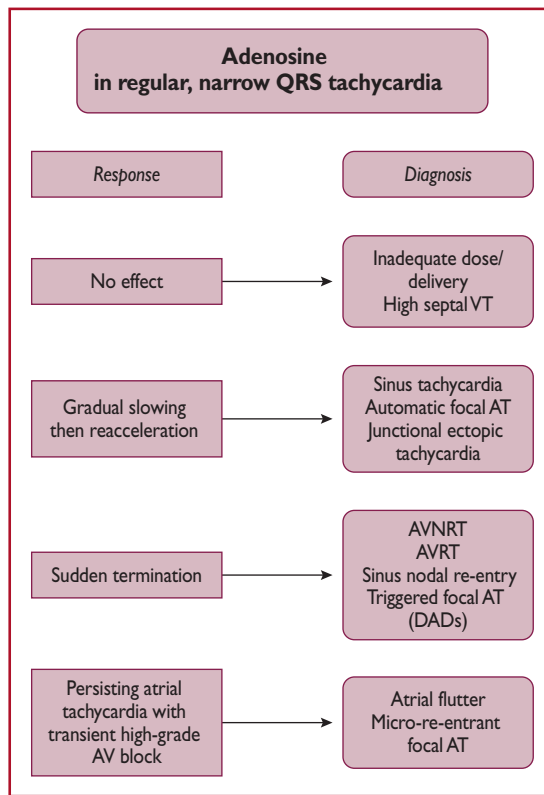 Adenosine
in regular, narrow QRS tachycardia
Response
Diagnosis
No effect
Inadequate dose/
delivery
High septal VT
Gradual slowing
then reacceleration
Sinus tachycardia
Automatic focal AT
Junctional ectopic
tachycardia
Sudden termination
AVNRT
AVRT
Sinus nodal re-entry
Triggered focal AT
(DADs)
Persisting atrial
tachycardia with
transient high-grade
AV block
Atrial flutter
Micro-re-entrant
focal AT